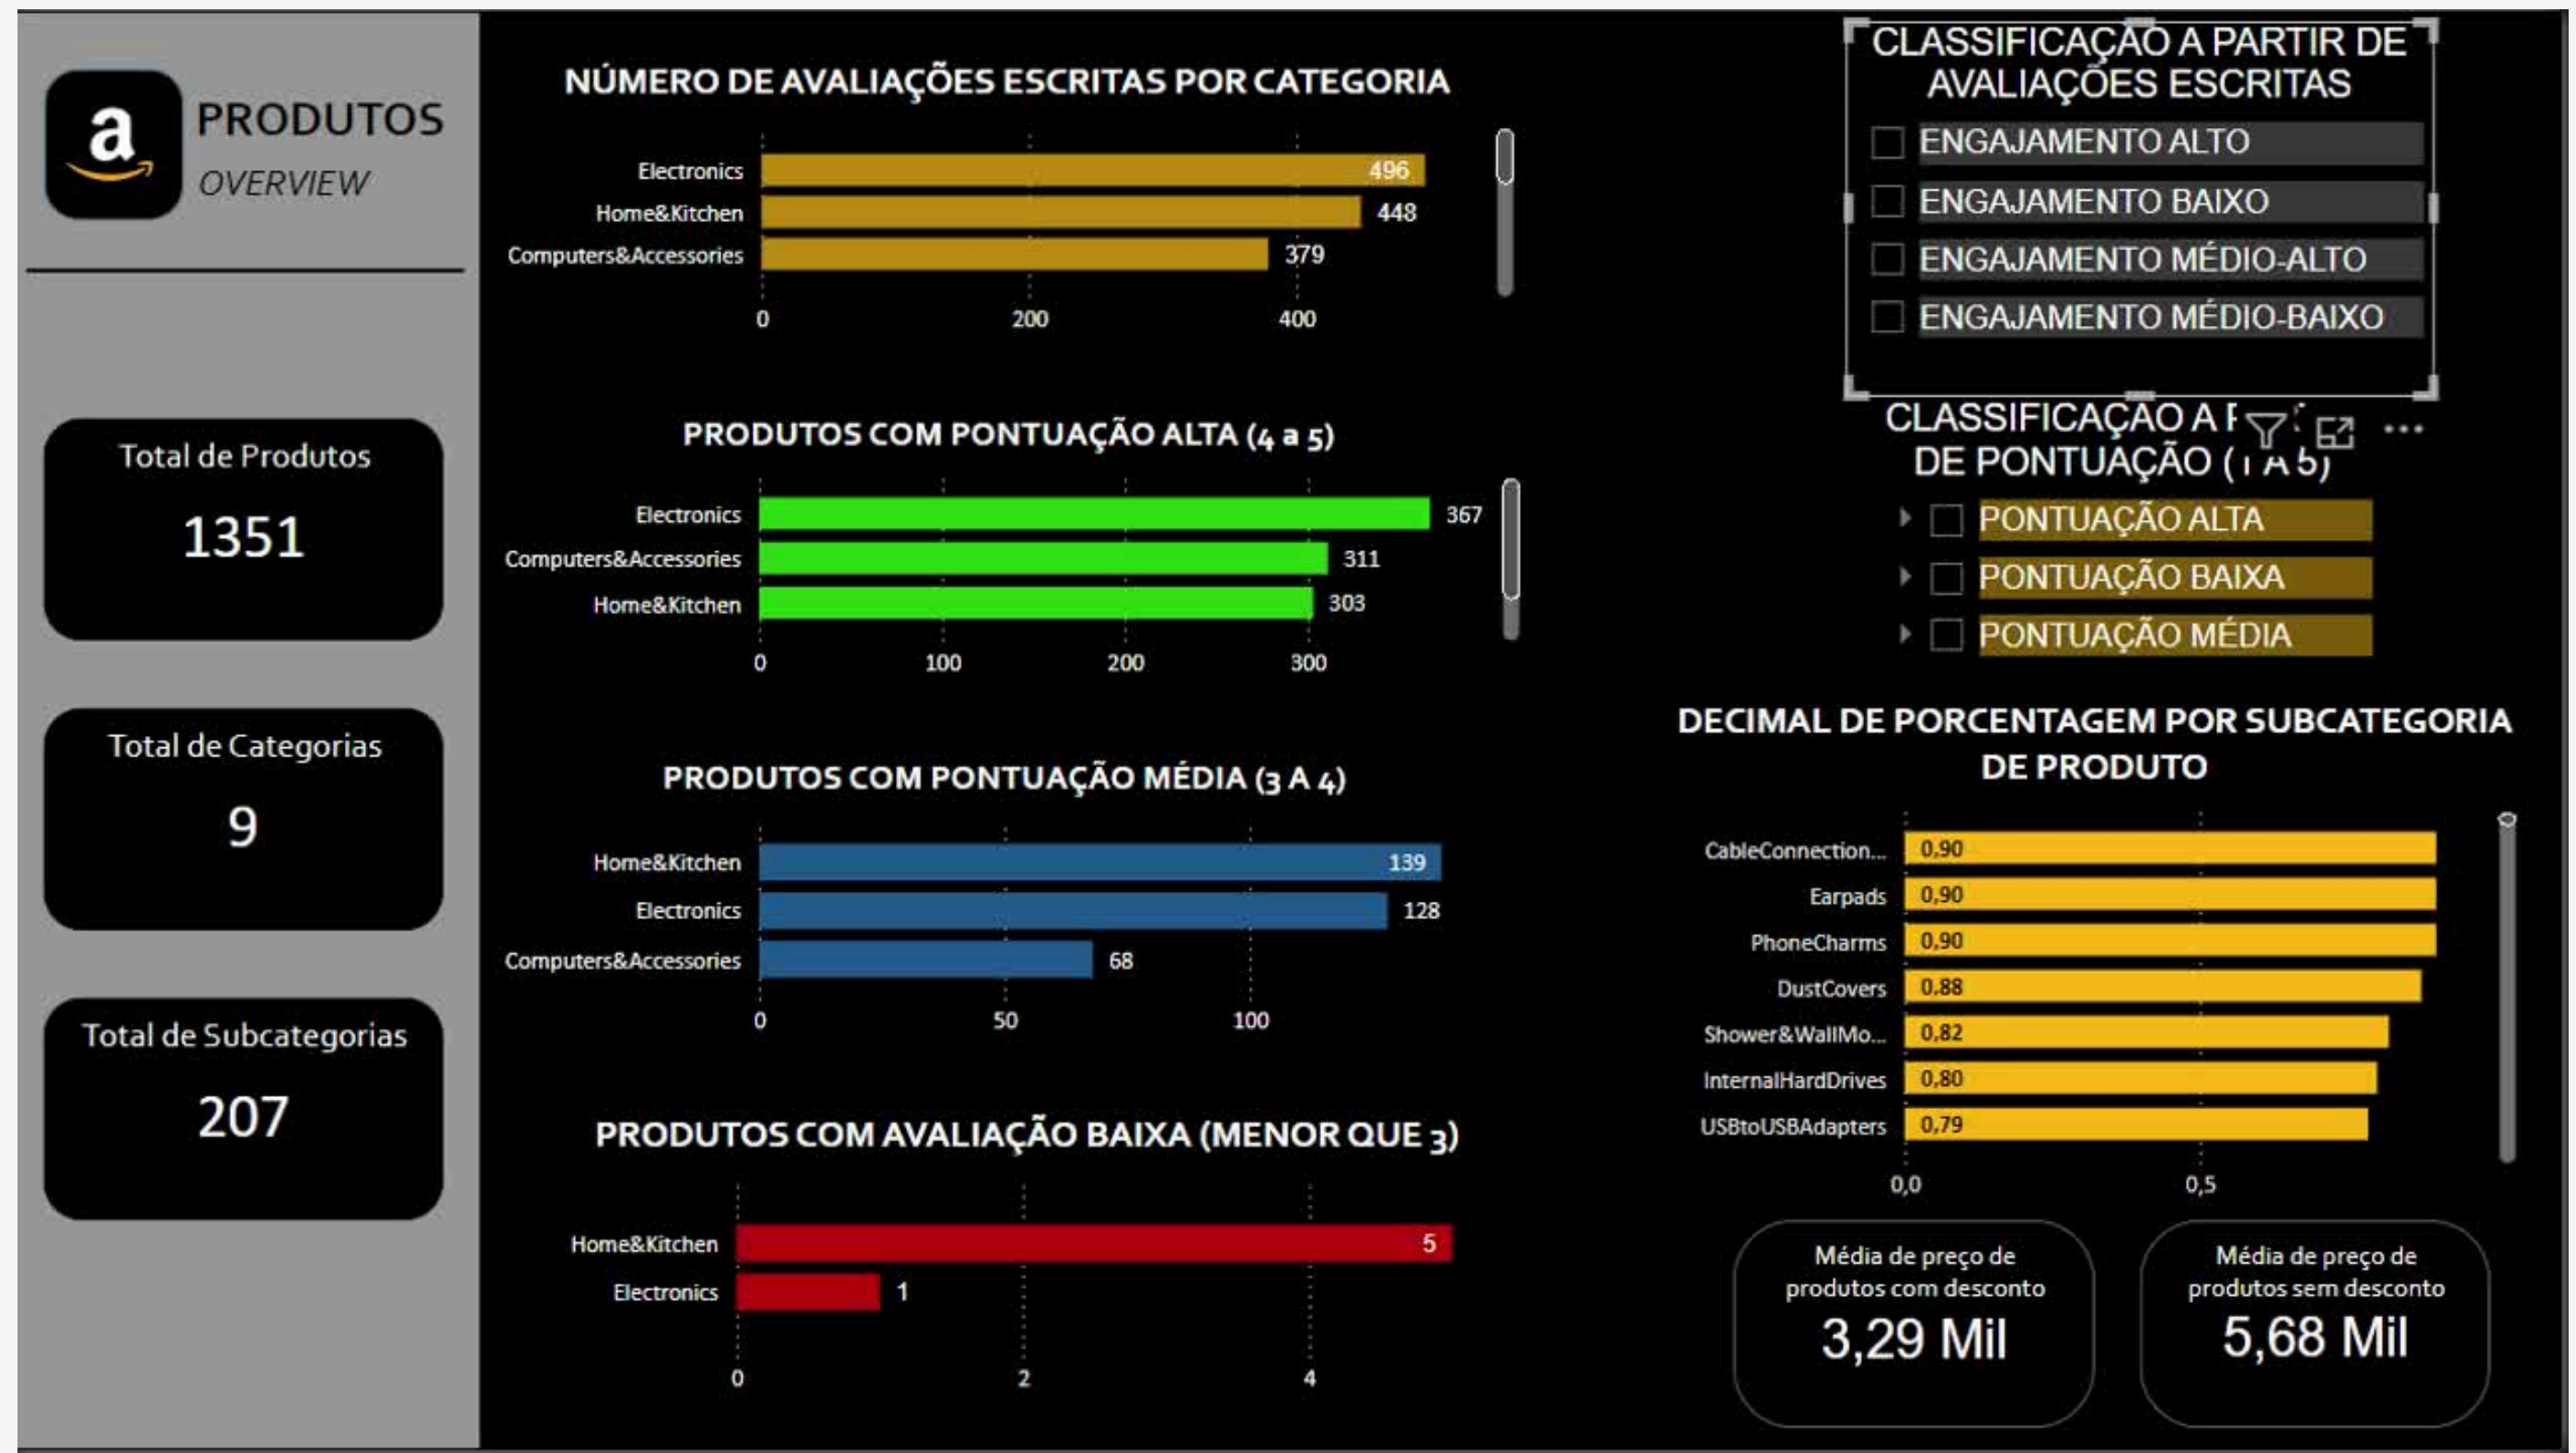 a
PRODUTOS
OVERVIEW
Total de Produtos
1351
Total de Categorias
9
Total de Subcategorias
207
NÚMERO DE AVALIAÇÕES ESCRITAS POR CATEGORIA
Electronics 496
Home&Kitchen 448
Computers&Accessories 379
0 200 400
PRODUTOS COM PONTUAÇÃO ALTA (4 a 5)
Electronics 367
Computers&Accessories 311
Home&Kitchen 303
0 100 200 300
PRODUTOS COM PONTUAÇÃO MÉDIA (3 A 4)
Home&Kitchen 139
Electronics 128
Computers&Accessories 68
0 50 100
PRODUTOS COM AVALIAÇÃO BAIXA (MENOR QUE 3)
Home&Kitchen 5
Electronics 1
0 2 4
CLASSIFICAÇÃO A PARTIR DE
AVALIAÇÕES ESCRITAS
ENGAJAMENTO ALTO
ENGAJAMENTO BAIXO
ENGAJAMENTO MÉDIO-ALTO
ENGAJAMENTO MÉDIO-BAIXO
CLASSIFICAÇÃO A
DE PONTUAÇÃO (1 A 5)
PONTUAÇÃO ALTA
PONTUAÇÃO BAIXA
PONTUAÇÃO MÉDIA
DECIMAL DE PORCENTAGEM POR SUBCATEGORIA
DE PRODUTO
CableConnection... 0,90
Earpads 0,90
PhoneCharms 0,90
DustCovers 0,88
Shower&WallMo... 0,82
InternalHardDrives 0,80
USBtoUSBAdapters 0,79
0,0 0,5
Média de preço de
produtos com desconto
3,29 Mil
Média de preço de
produtos sem desconto
5,68 Mil